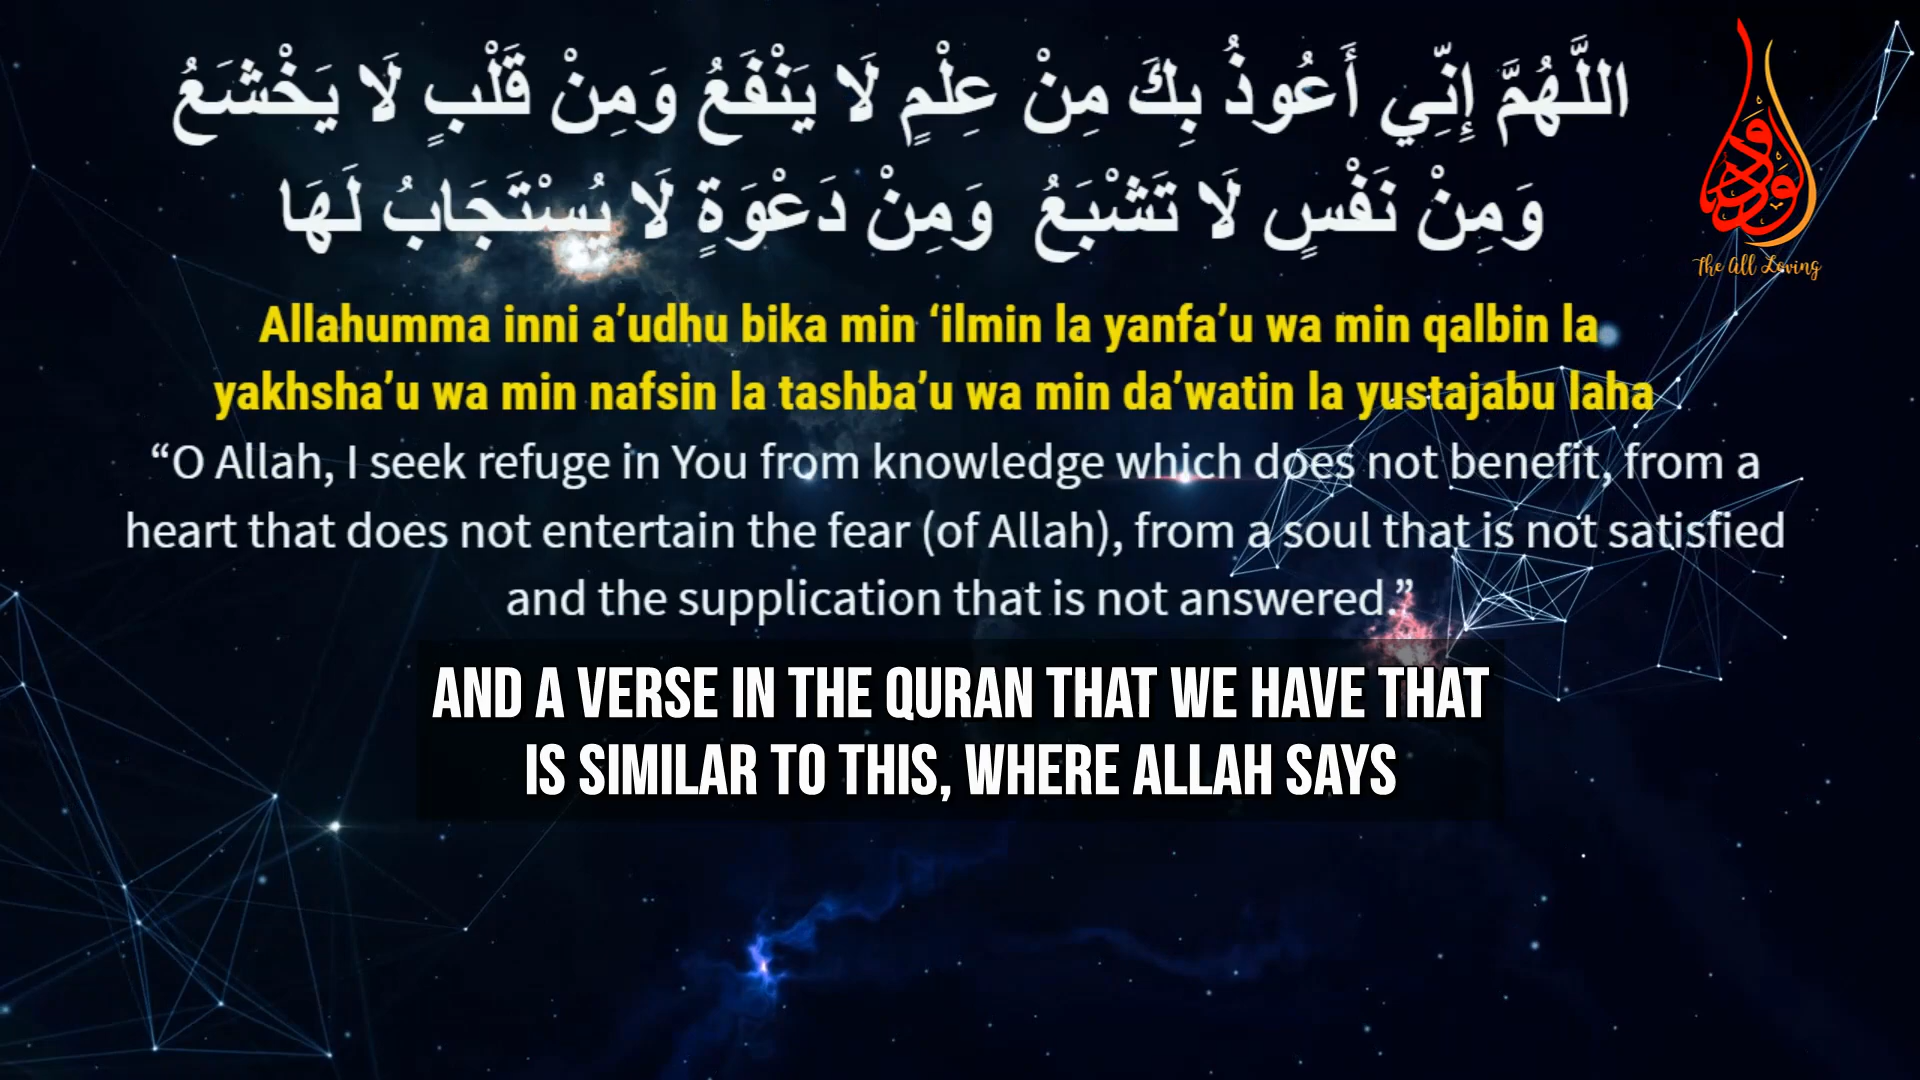 اللَّهُمَّ إِنِّي أَعُوذُ بِكَ مِنْ عِلْمٍ لَا يَنْفَعُ وَمِنْ قَلْبٍ لَا يَخْشَعُ
وَمِنْ نَفْسٍ لَا تَشْبَعُ وَمِنْ دَعْوَةٍ لَا يُسْتَجَابُ لَهَا
Allahumma inni a’udhu bika min ‘ilmin la yanfa’u wa min qalbin la
yakhsha’u wa min nafsin la tashba’u wa min da’watin la yustajabu laha
“O Allah, I seek refuge in You from knowledge which does not benefit, from a
heart that does not entertain the fear (of Allah), from a soul that is not satisfied
and the supplication that is not answered.”
AND A VERSE IN THE QURAN THAT WE HAVE THAT
IS SIMILAR TO THIS, WHERE ALLAH SAYS
The All Loving